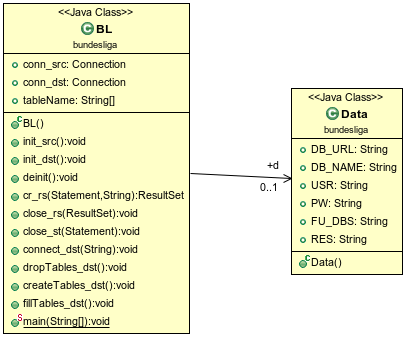 <<Java Class>>
BL
bundesliga
conn_src: Connection
conn_dst: Connection
tableName: String[]
BL()
init_src():void
init_dst():void
deinit():void
cr_rs(Statement,String):ResultSet
close_rs(ResultSet):void
close_st(Statement):void
connect_dst(String):void
dropTables_dst():void
createTables_dst():void
fillTables_dst():void
main(String[]):void
+d
0..1
<<Java Class>>
Data
bundesliga
DB_URL: String
DB_NAME: String
USR: String
PW: String
FU_DBS: String
RES: String
Data()